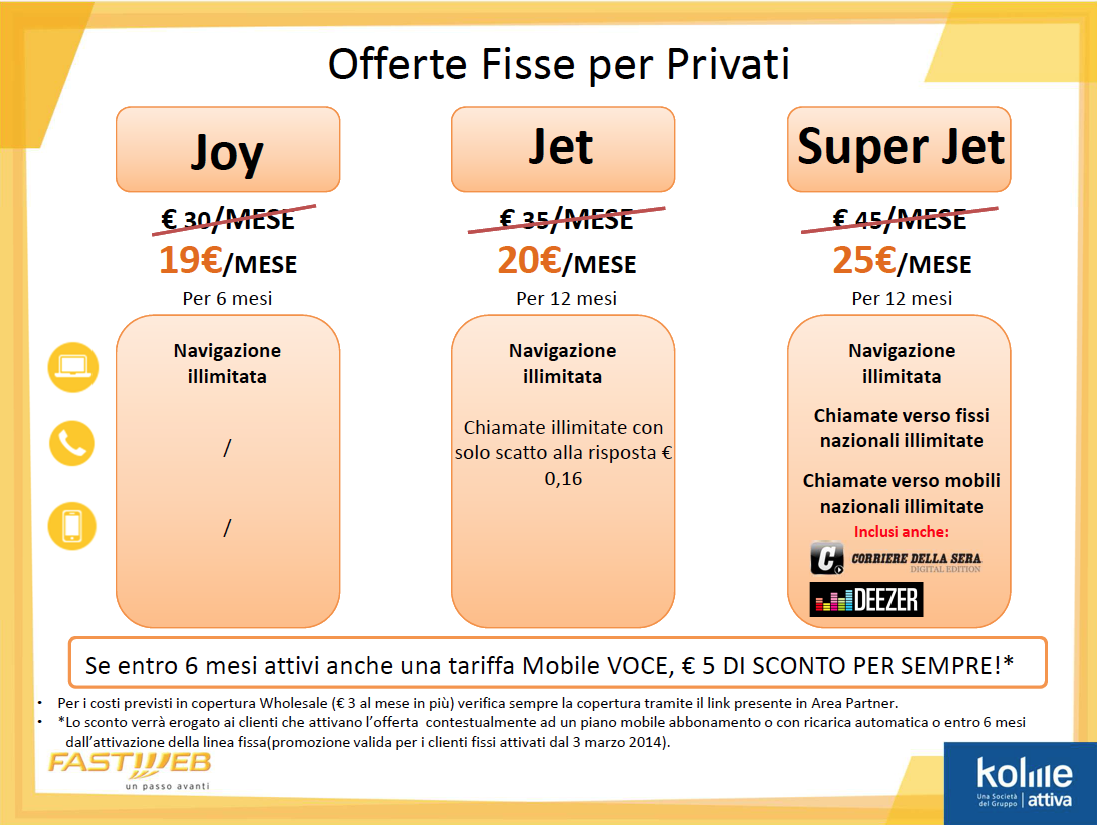 Offerte Fisse per Privati
Joy
Jet
Super Jet
€ 30/MESE
€ 35/MESE
€ 45/MESE
19€/MESE
20€/MESE
25€/MESE
Per 6 mesi
Per 12 mesi
Per 12 mesi
Navigazione
illimitata
/
/
Navigazione
illimitata
Chiamate illimitate con
solo scatto alla risposta €
0,16
Navigazione
illimitata
Chiamate verso fissi
nazionali illimitate
Chiamate verso mobili
nazionali illimitate
Inclusi anche:
C CORRIERE DELLA SERA
DIGITAL EDITION
DEEZER
Se entro 6 mesi attivi anche una tariffa Mobile VOCE, € 5 DI SCONTO PER SEMPRE!*
• Per i costi previsti in copertura Wholesale (€ 3 al mese in più) verifica sempre la copertura tramite il link presente in Area Partner.
• *Lo sconto verrà erogato ai clienti che attivano l’offerta contestualmente ad un piano mobile abbonamento o con ricarica automatica o entro 6 mesi
dall’attivazione della linea fissa(promozione valida per i clienti fissi attivati dal 3 marzo 2014).
FASTWEB
un passo avanti
kolme
Una Società
del Gruppo
attiva